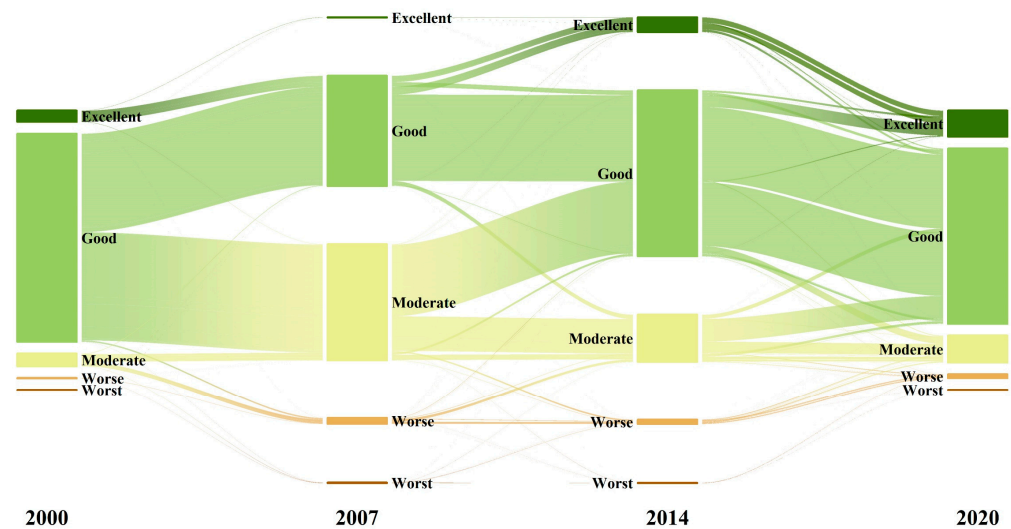 Excellent
Good
Moderate
Worse
Worst
Excellent
Good
Moderate
Worse
Worst
Excellent
Good
Moderate
Worse
Worst
Excellent
Good
Moderate
Worse
Worst
2000
2007
2014
2020